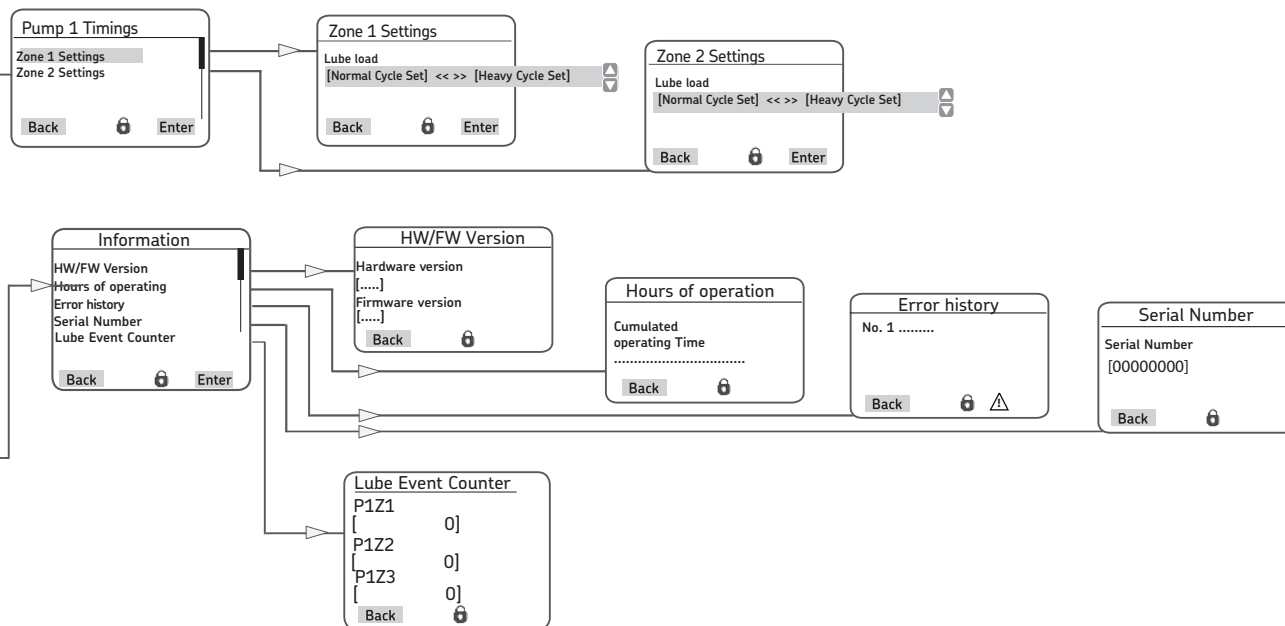 Pump 1 Timings
Zone 1 Settings
Zone 2 Settings
Back Enter
Zone 1 Settings
Lube load
[Normal Cycle Set] << >> [Heavy Cycle Set]
Back Enter
Zone 2 Settings
Lube load
[Normal Cycle Set] << >> [Heavy Cycle Set]
Back Enter
Information
HW/FW Version
Hours of operating
Error history
Serial Number
Lube Event Counter
Back Enter
HW/FW Version
Hardware version
[.....]
Firmware version
[.....]
Back
Hours of operation
Cumulated
operating Time
.................................
Back
Error history
No. 1 .........
Back
Serial Number
Serial Number
[00000000]
Back
Lube Event Counter
P1Z1
[ 0]
P1Z2
[ 0]
P1Z3
[ 0]
Back